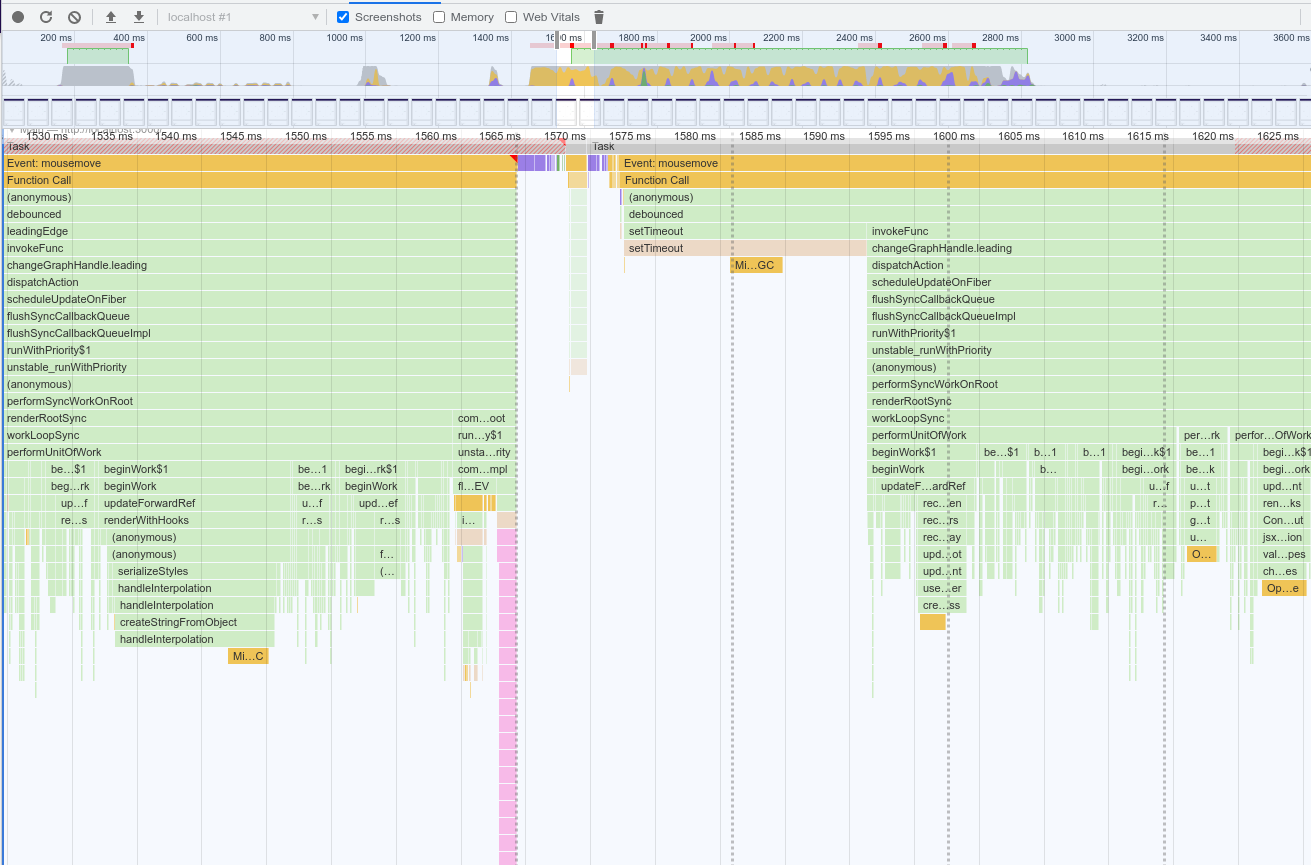 localhost #1 ▼ Screenshots Memory Web Vitals
200 ms 400 ms 600 ms 800 ms 1000 ms 1200 ms 1400 ms 1800 ms 2000 ms 2200 ms 2400 ms 2600 ms 2800 ms 3000 ms 3200 ms 3400 ms 3600 ms
1530 ms 1535 ms 1540 ms 1545 ms 1550 ms 1555 ms 1560 ms 1565 ms 1570 ms 1575 ms 1580 ms 1585 ms 1590 ms 1595 ms 1600 ms 1605 ms 1610 ms 1615 ms 1620 ms 1625 ms
Task Task
Event: mousemove Event: mousemove
Function Call Function Call
(anonymous) (anonymous)
debounced debounced
leadingEdge setTimeout invokeFunc
invokeFunc setTimeout changeGraphHandle.leading
changeGraphHandle.leading Mi…GC dispatchAction
dispatchAction scheduleUpdateOnFiber
scheduleUpdateOnFiber flushSyncCallbackQueue
flushSyncCallbackQueue flushSyncCallbackQueueImpl
flushSyncCallbackQueueImpl runWithPriority$1
runWithPriority$1 unstable_runWithPriority
unstable_runWithPriority (anonymous)
(anonymous) performSyncWorkOnRoot
performSyncWorkOnRoot renderRootSync
renderRootSync com…oot workLoopSync
workLoopSync run…y$1 performUnitOfWork per…rk perfor…OfWork
performUnitOfWork unsta…rity beginWork$1 be…$1 b…1 b…1 begi…k$1 be…1 begi…k$1
be…$1 beginWork$1 be…1 begi…rk$1 com…mpl beginWork b… begi…ork be…k begi…ork
beg…rk beginWork be…rk beginWork fl…EV updateF…ardRef u…f u…t upd…nt
up…f updateForwardRef u…f upd…ef rec…en r… p…t ren…ks
re…s renderWithHooks r…s r…s i… rec…rs g…t Con…ut
(anonymous) rec…ay u… jsx…ion
(anonymous) f… upd…ot O… val…pes
serializeStyles (… upd…nt ch…es
handleInterpolation use…er Op…e
handleInterpolation cre…ss
createStringFromObject
handleInterpolation
Mi…C